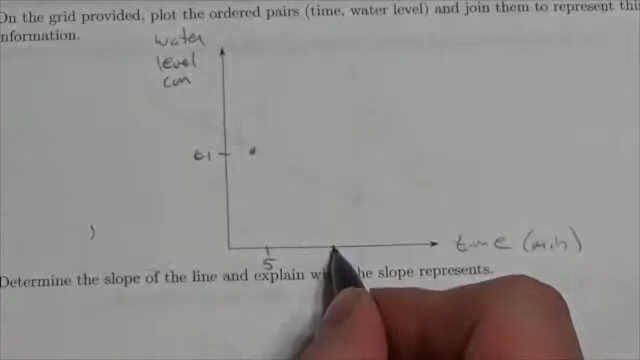 On the grid provided, plot the ordered pairs (time, water level) and join them to represent this
information.
water
level
cm
61
5
time (min)
Determine the slope of the line and explain the slope represents.